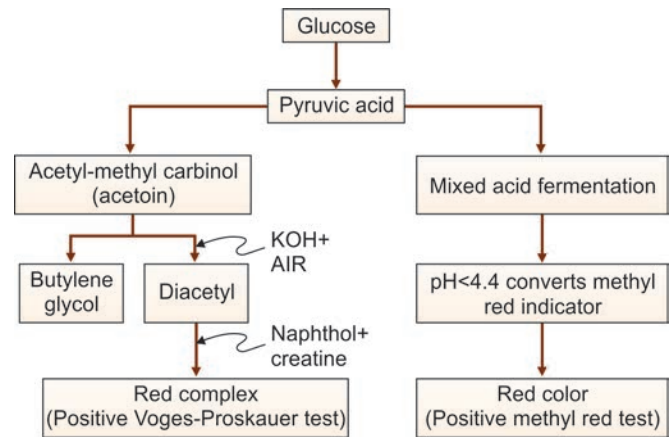 Glucose
Pyruvic acid
Acetyl-methyl carbinol
(acetoin)
Mixed acid fermentation
KOH+
AIR
Butylene
glycol
Diacetyl
pH<4.4 converts methyl
red indicator
Naphthol+
creatine
Red complex
(Positive Voges-Proskauer test)
Red color
(Positive methyl red test)